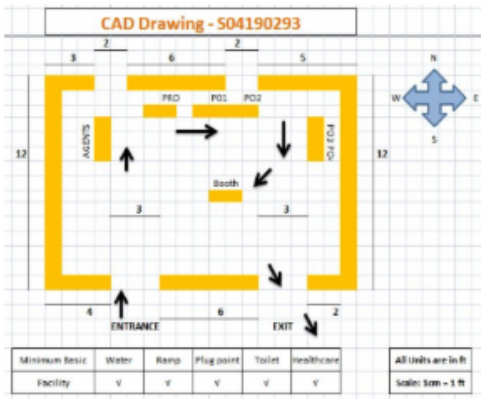 CAD Drawing - S04190293
2 2
3 6 5
N
PRO PO1 PO2
W E
AGENTS
S
12 12
Booth
3 3
4 6 2
ENTRANCE EXIT
Minimum Basic Water Ramp Plug point Toilet Healthcare
Facility √ √ √ √ √
All Units are in ft
Scale: 1cm = 1 ft